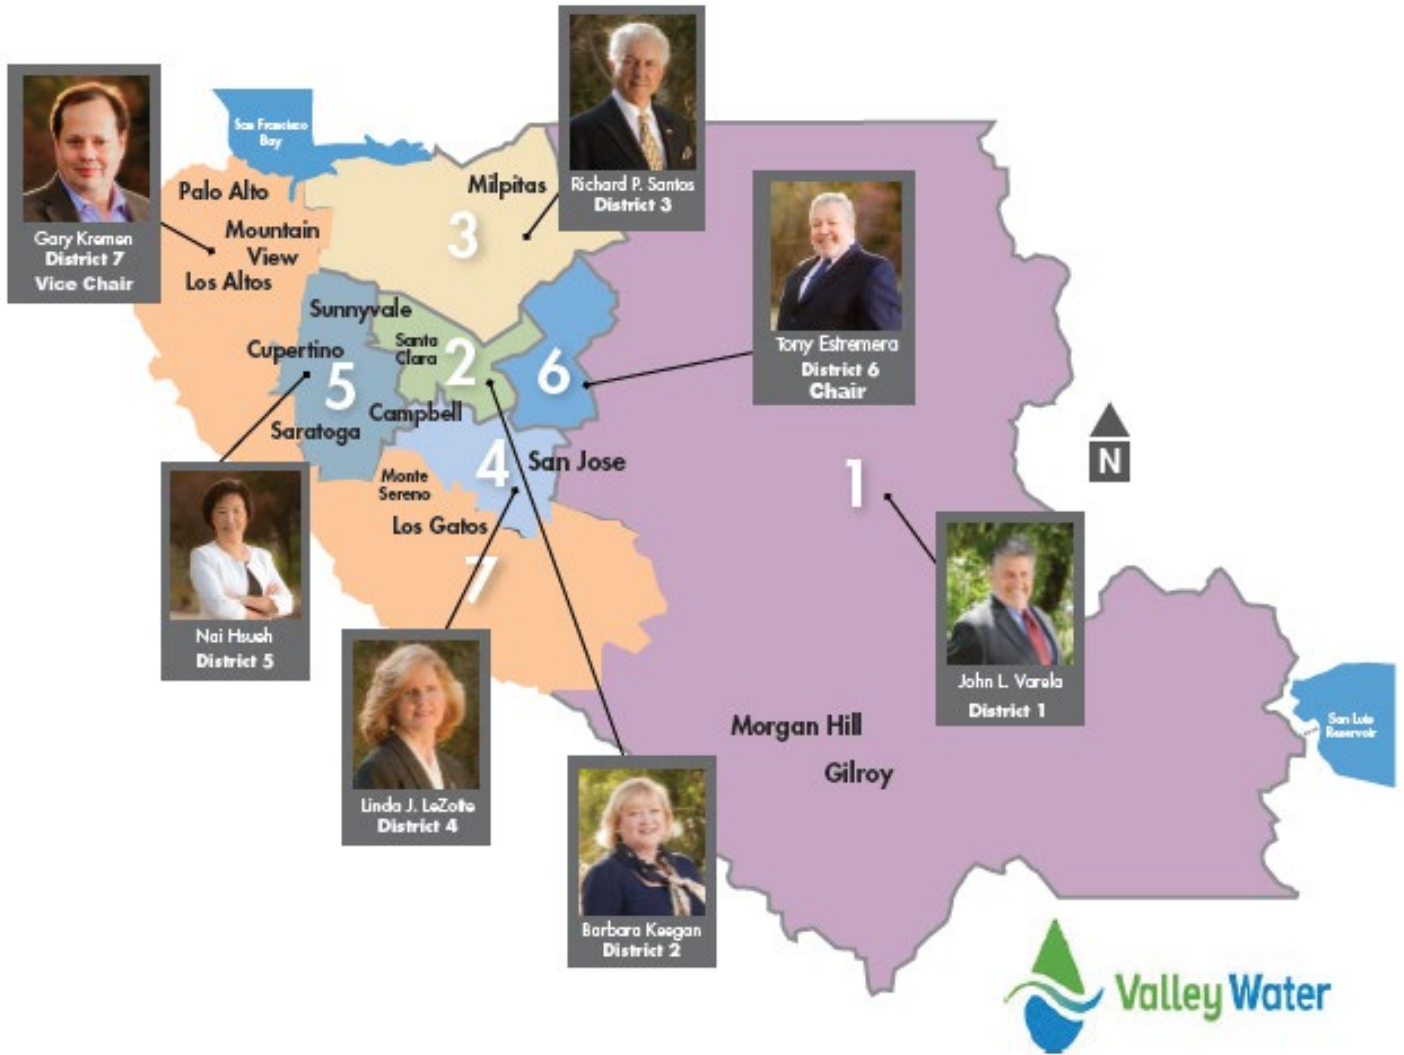 San Francisco
Bay
Gary Kremen
District 7
Vice Chair
Palo Alto
Mountain
View
Los Altos
Milpitas
3
Richard P. Santos
District 3
Tony Estremera
District 6
Chair
Sunnyvale
Santa
Clara
2
Cupertino
5
6
Campbell
Saratoga
4
San Jose
Monte
Sereno
Los Gatos
7
1
N
Nai Hsueh
District 5
Linda J. LeZotte
District 4
Barbara Keegan
District 2
John L. Varela
District 1
Morgan Hill
Gilroy
San Luis
Reservoir
Valley Water